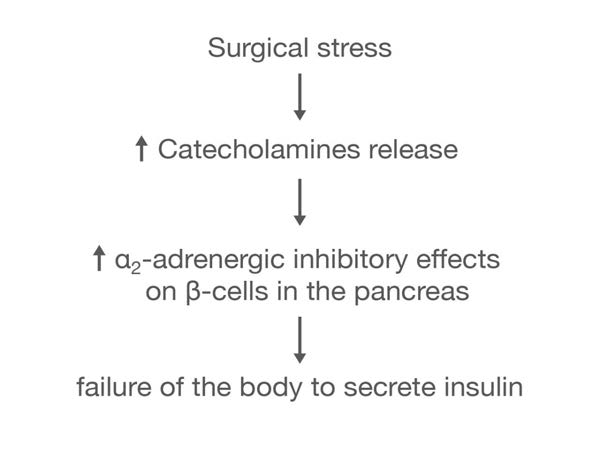 Surgical stress
↑ Catecholamines release
↑ α₂-adrenergic inhibitory effects
on β-cells in the pancreas
failure of the body to secrete insulin